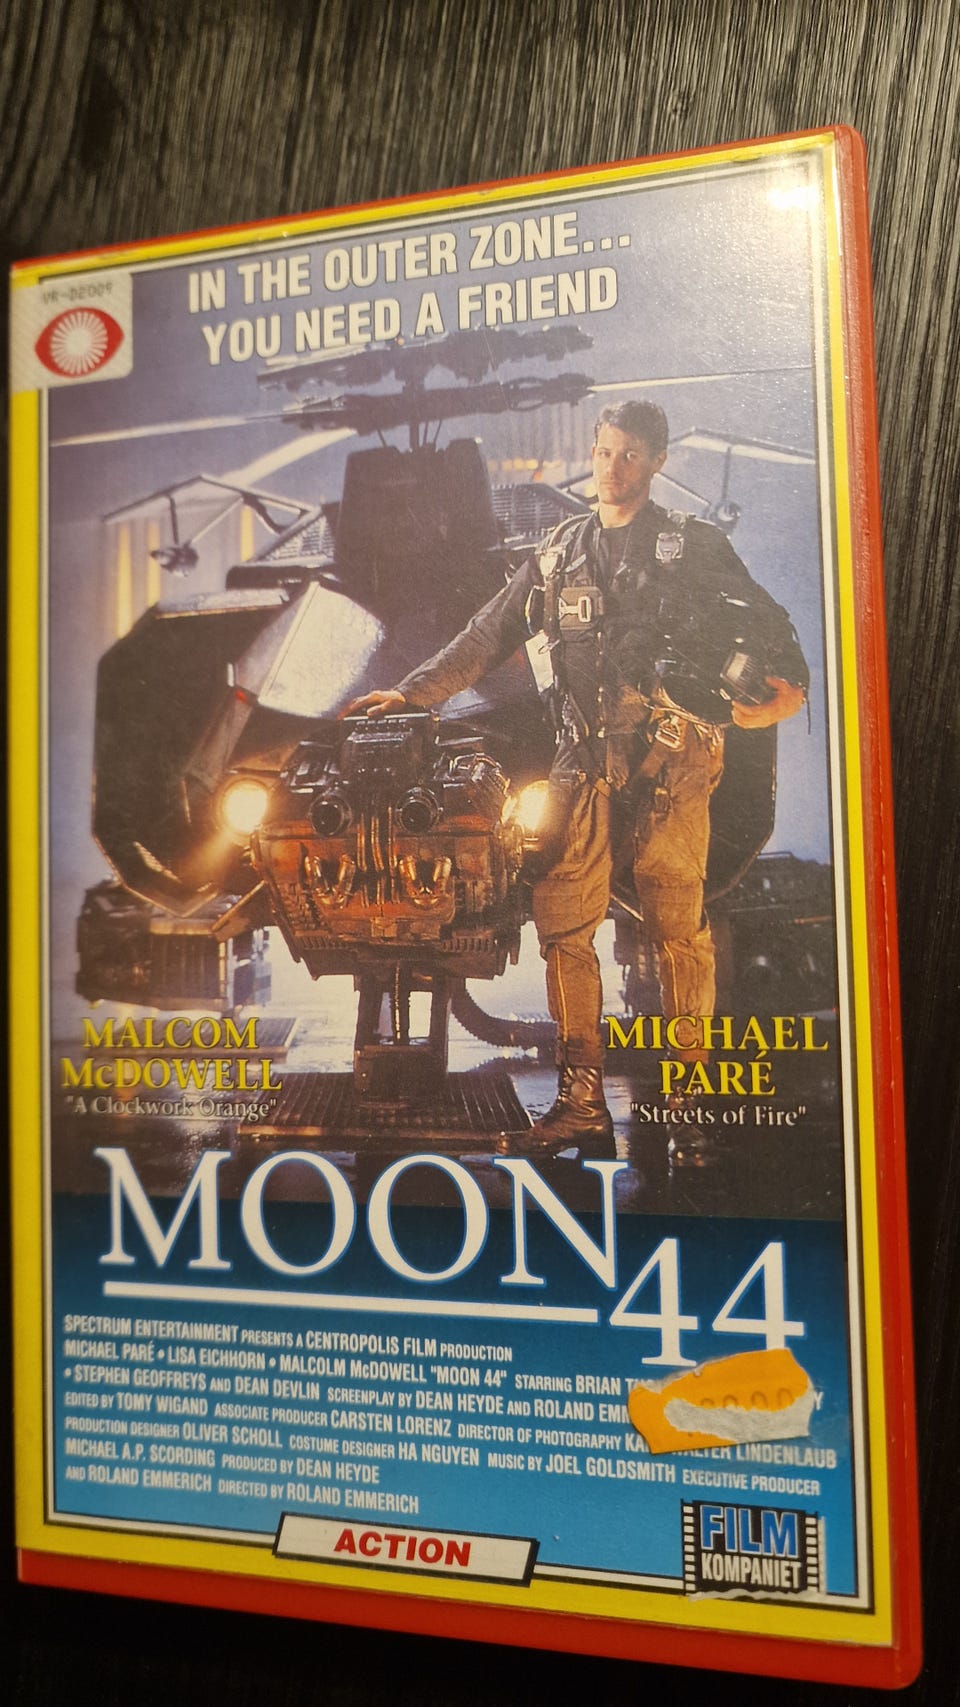 VR-D2009
IN THE OUTER ZONE...
YOU NEED A FRIEND
MALCOM
McDOWELL
"A Clockwork Orange"
MICHAEL
PARÉ
"Streets of Fire"
MOON 44
SPECTRUM ENTERTAINMENT PRESENTS A CENTROPOLIS FILM PRODUCTION
MICHAEL PARÉ • LISA EICHHORN • MALCOLM McDOWELL "MOON 44" STARRING BRIAN
• STEPHEN GEOFFREYS AND DEAN DEVLIN SCREENPLAY BY DEAN HEYDE AND ROLAND
EDITED BY TOMY WIGAND ASSOCIATE PRODUCER CARSTEN LORENZ DIRECTOR OF PHOTOGRAPHY LINDENLAUB
PRODUCTION DESIGNER OLIVER SCHOLL COSTUME DESIGNER HA NGUYEN MUSIC BY JOEL GOLDSMITH EXECUTIVE PRODUCER
MICHAEL A.P. SCORDING PRODUCED BY DEAN HEYDE
AND ROLAND EMMERICH DIRECTED BY ROLAND EMMERICH
ACTION
FILM
KOMPANIET